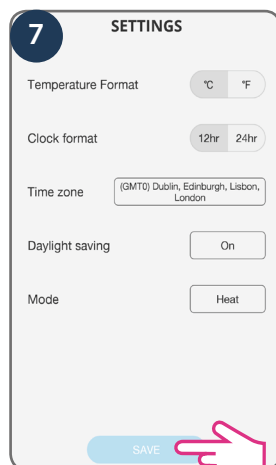 7
SETTINGS
Temperature Format °C °F
Clock format 12hr 24hr
Time zone (GMT0) Dublin, Edinburgh, Lisbon,
London
Daylight saving On
Mode Heat
SAVE